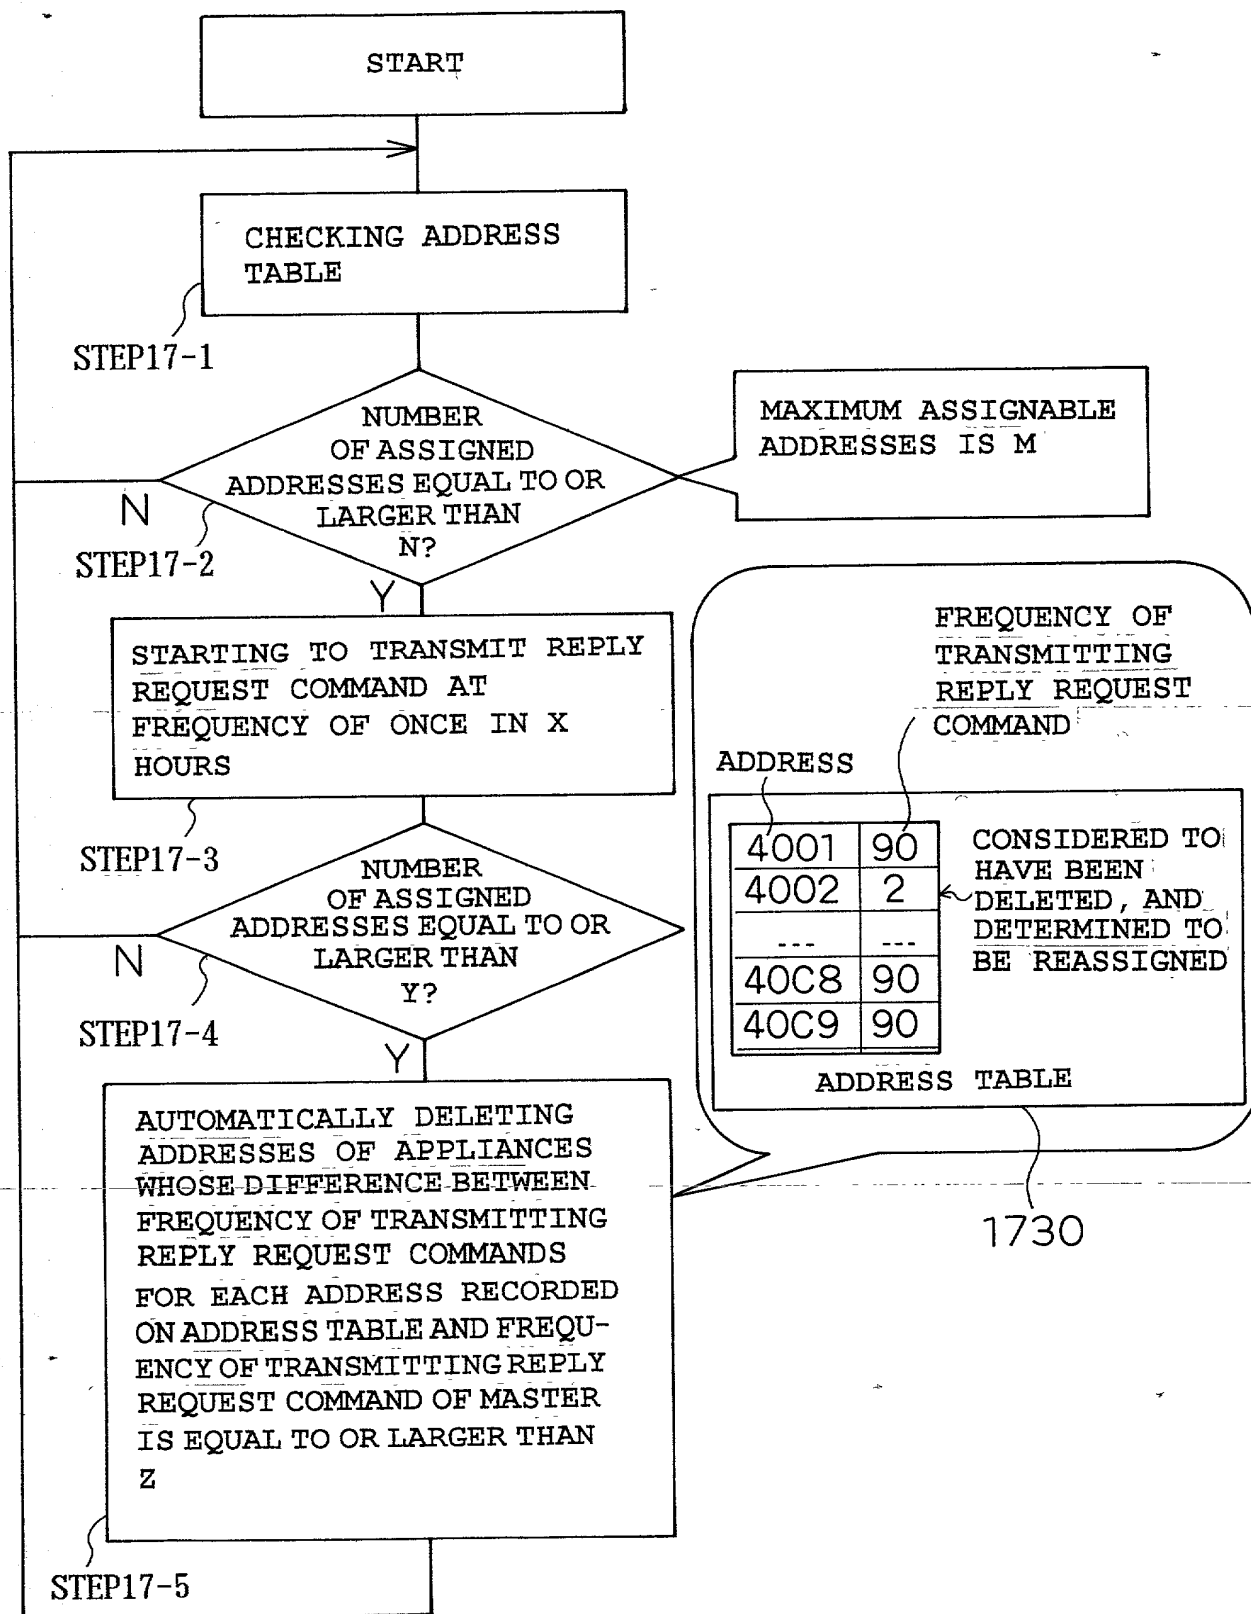 START
CHECKING ADDRESS
TABLE
STEP17-1
NUMBER
OF ASSIGNED
ADDRESSES EQUAL TO OR
LARGER THAN
N?
N
STEP17-2
Y
MAXIMUM ASSIGNABLE
ADDRESSES IS M
STARTING TO TRANSMIT REPLY
REQUEST COMMAND AT
FREQUENCY OF ONCE IN X
HOURS
STEP17-3
NUMBER
OF ASSIGNED
ADDRESSES EQUAL TO OR
LARGER THAN
Y?
N
STEP17-4
Y
FREQUENCY OF
TRANSMITTING
REPLY REQUEST
COMMAND
ADDRESS
4001 90
4002 2
--- ---
40C8 90
40C9 90
CONSIDERED TO
HAVE BEEN
DELETED, AND
DETERMINED TO
BE REASSIGNED
ADDRESS TABLE
1730
AUTOMATICALLY DELETING
ADDRESSES OF APPLIANCES
WHOSE DIFFERENCE BETWEEN
FREQUENCY OF TRANSMITTING
REPLY REQUEST COMMANDS
FOR EACH ADDRESS RECORDED
ON ADDRESS TABLE AND FREQU-
ENCY OF TRANSMITTING REPLY
REQUEST COMMAND OF MASTER
IS EQUAL TO OR LARGER THAN
Z
STEP17-5